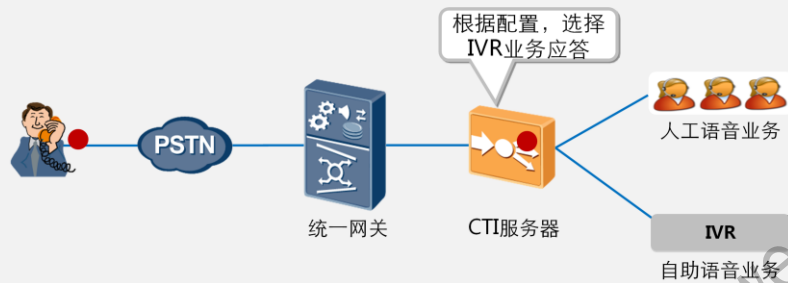 根据配置，选择
IVR业务应答
PSTN
人工语音业务
统一网关
CTI服务器
IVR
自助语音业务